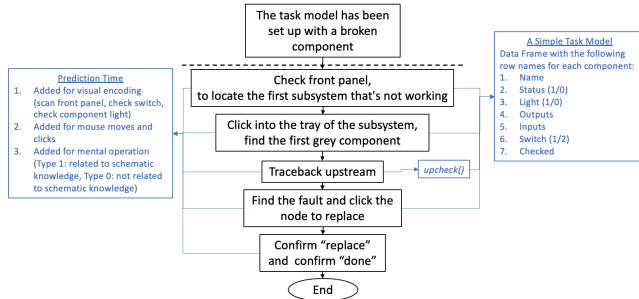 The task model has been
set up with a broken
component
Prediction Time
1. Added for visual encoding
(scan front panel, check switch,
check component light)
2. Added for mouse moves and
clicks
3. Added for mental operation
(Type 1: related to schematic
knowledge, Type 0: not related
to schematic knowledge)
Check front panel,
to locate the first subsystem that's not working
Click into the tray of the subsystem,
find the first grey component
Traceback upstream
upcheck()
Find the fault and click the
node to replace
Confirm “replace”
and confirm “done”
End
A Simple Task Model
Data Frame with the following
row names for each component:
1. Name
2. Status (1/0)
3. Light (1/0)
4. Outputs
5. Inputs
6. Switch (1/2)
7. Checked